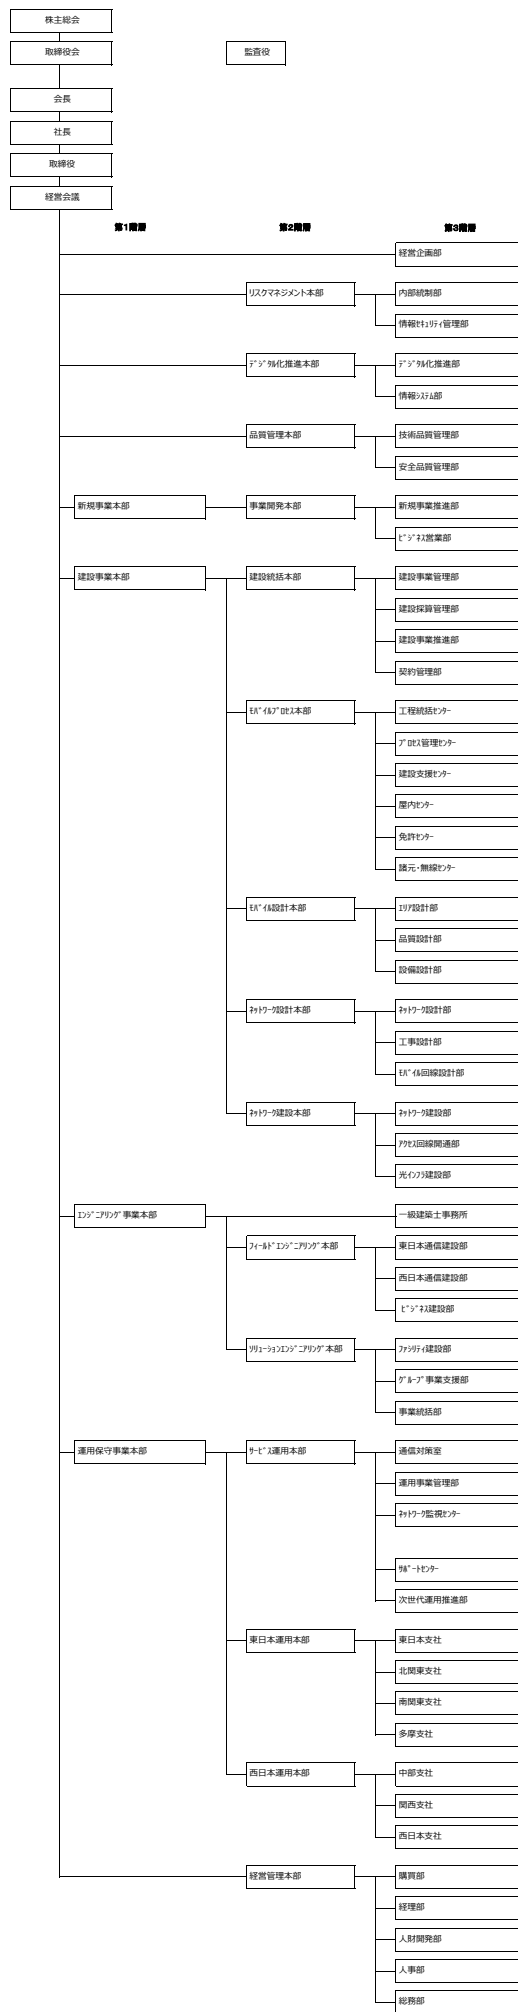 株主総会
取締役会
監査役
会長
社長
取締役
経営会議
第1階層 第2階層 第3階層
経営企画部
リスクマネジメント本部 内部統制部
情報ｾｷｭﾘﾃｨ管理部
ﾃﾞｼﾞﾀﾙ化推進本部 ﾃﾞｼﾞﾀﾙ化推進部
情報ｼｽﾃﾑ部
品質管理本部 技術品質管理部
安全品質管理部
新規事業本部 事業開発本部 新規事業推進部
ﾋﾞｼﾞﾈｽ営業部
建設事業本部 建設統括本部 建設事業管理部
建設採算管理部
建設事業推進部
契約管理部
ﾓﾊﾞｲﾙﾌﾟﾛｾｽ本部 工程統括ｾﾝﾀｰ
ﾌﾟﾛｾｽ管理ｾﾝﾀｰ
建設支援ｾﾝﾀｰ
屋内ｾﾝﾀｰ
免許ｾﾝﾀｰ
諸元・無線ｾﾝﾀｰ
ﾓﾊﾞｲﾙ設計本部 ｴﾘｱ設計部
品質設計部
設備設計部
ﾈｯﾄﾜｰｸ設計本部 ﾈｯﾄﾜｰｸ設計部
工事設計部
ﾓﾊﾞｲﾙ回線設計部
ﾈｯﾄﾜｰｸ建設本部 ﾈｯﾄﾜｰｸ建設部
ｱｸｾｽ回線開通部
光ｲﾝﾌﾗ建設部
ｴﾝｼﾞﾆｱﾘﾝｸﾞ事業本部 一級建築士事務所
ﾌｨｰﾙﾄﾞｴﾝｼﾞﾆｱﾘﾝｸﾞ本部 東日本通信建設部
西日本通信建設部
ﾋﾞｼﾞﾈｽ建設部
ｿﾘｭｰｼｮﾝｴﾝｼﾞﾆｱﾘﾝｸﾞ本部 ﾌｧｼﾘﾃｨ建設部
ｸﾞﾙｰﾌﾟ事業支援部
事業統括部
運用保守事業本部 ｻｰﾋﾞｽ運用本部 通信対策室
運用事業管理部
ﾈｯﾄﾜｰｸ監視ｾﾝﾀｰ
ｻﾎﾟｰﾄｾﾝﾀｰ
次世代運用推進部
東日本運用本部 東日本支社
北関東支社
南関東支社
多摩支社
西日本運用本部 中部支社
関西支社
西日本支社
経営管理本部 購買部
経理部
人財開発部
人事部
総務部